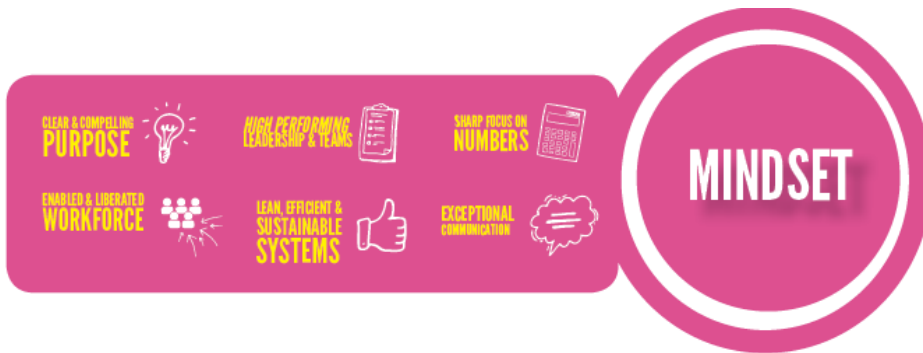 CLEAR & COMPELLING
PURPOSE
HIGH PERFORMING
LEADERSHIP & TEAMS
SHARP FOCUS ON
NUMBERS
ENABLED & LIBERATED
WORKFORCE
LEAN, EFFICIENT &
SUSTAINABLE
SYSTEMS
EXCEPTIONAL
COMMUNICATION
MINDSET